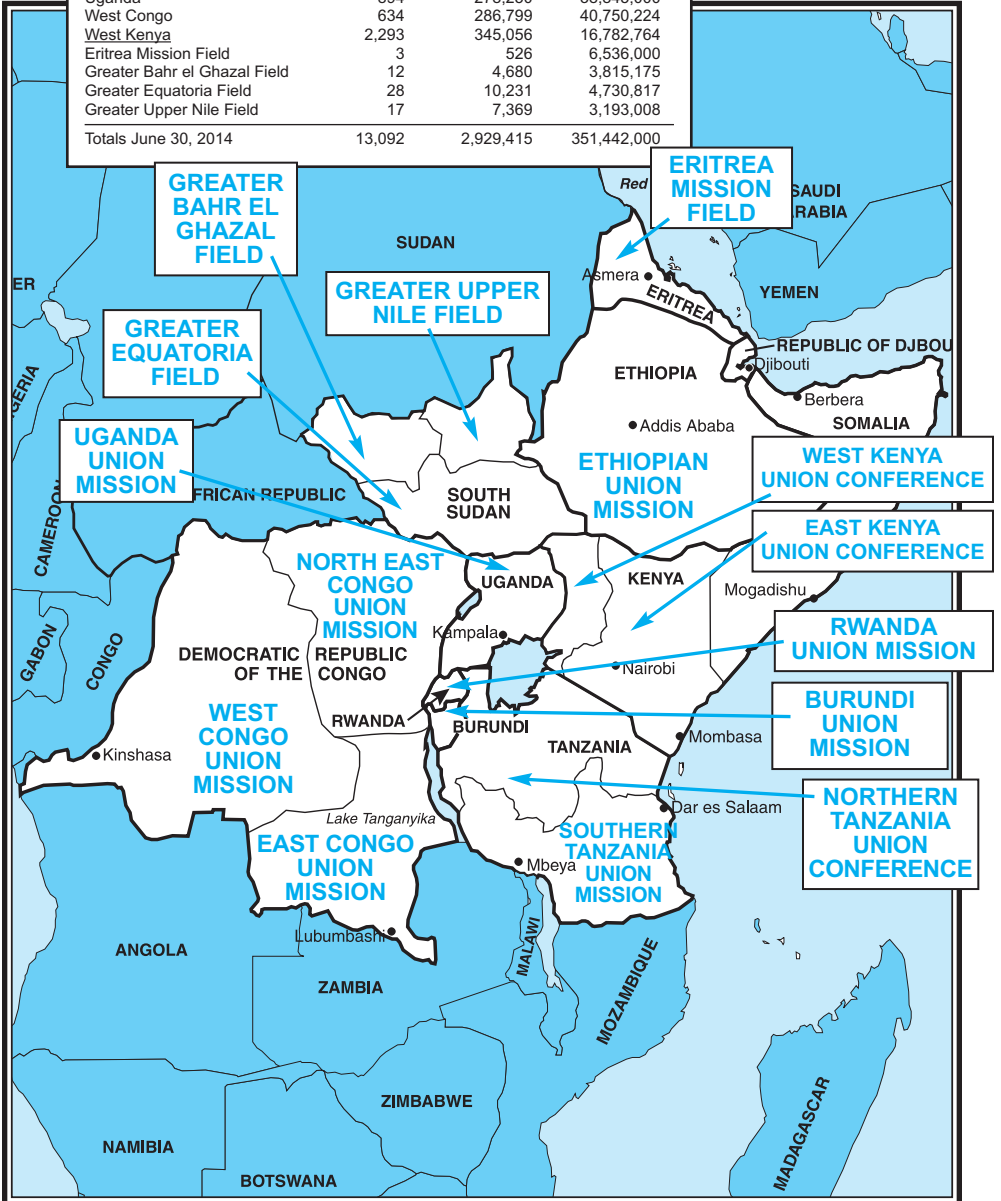 West Congo 634 286,799 40,750,224
West Kenya 2,293 345,056 16,782,764
Eritrea Mission Field 3 526 6,536,000
Greater Bahr el Ghazal Field 12 4,680 3,815,175
Greater Equatoria Field 28 10,231 4,730,817
Greater Upper Nile Field 17 7,369 3,193,008
Totals June 30, 2014 13,092 2,929,415 351,442,000
GREATER
BAHR EL
GHAZAL
FIELD
Red
ERITREA
MISSION
FIELD
SAUDI
ARABIA
SUDAN
ER
Asmera
ERITREA
YEMEN
GREATER UPPER
NILE FIELD
GREATER
EQUATORIA
FIELD
REPUBLIC OF DJBOU
Djibouti
ETHIOPIA
Berbera
SOMALIA
GERIA
Addis Ababa
UGANDA
UNION
MISSION
ETHIOPIAN
UNION
MISSION
WEST KENYA
UNION CONFERENCE
FRICAN REPUBLIC
SOUTH
SUDAN
CAMEROON
EAST KENYA
UNION CONFERENCE
NORTH EAST
CONGO
UNION
MISSION
UGANDA
KENYA
Mogadishu
GABON
CONGO
Kampala
RWANDA
UNION MISSION
DEMOCRATIC REPUBLIC
OF THE CONGO
Nairobi
RWANDA
BURUNDI
BURUNDI
UNION
MISSION
WEST
CONGO
UNION
MISSION
TANZANIA
Mombasa
Kinshasa
NORTHERN
TANZANIA
UNION
CONFERENCE
Dar es Salaam
Lake Tanganyika
EAST CONGO
UNION
MISSION
SOUTHERN
TANZANIA
UNION
MISSION
Mbeya
Lubumbashi
ANGOLA
MALAWI
ZAMBIA
MOZAMBIQUE
ZIMBABWE
NAMIBIA
BOTSWANA
MADAGASCAR